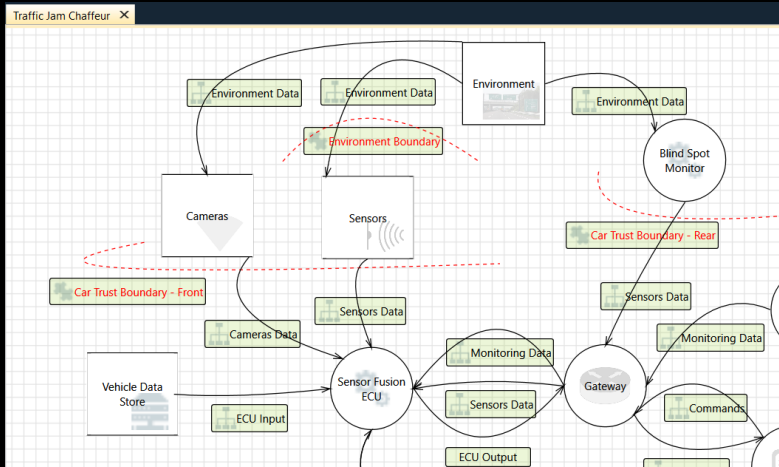 Traffic Jam Chaffeur
Environment
Environment Data
Environment Data
Environment Data
Environment Boundary
Blind Spot
Monitor
Cameras
Sensors
Car Trust Boundary - Rear
Car Trust Boundary - Front
Sensors Data
Sensors Data
Cameras Data
Monitoring Data
Monitoring Data
Vehicle Data
Store
Sensor Fusion
ECU
Gateway
ECU Input
Sensors Data
Commands
ECU Output